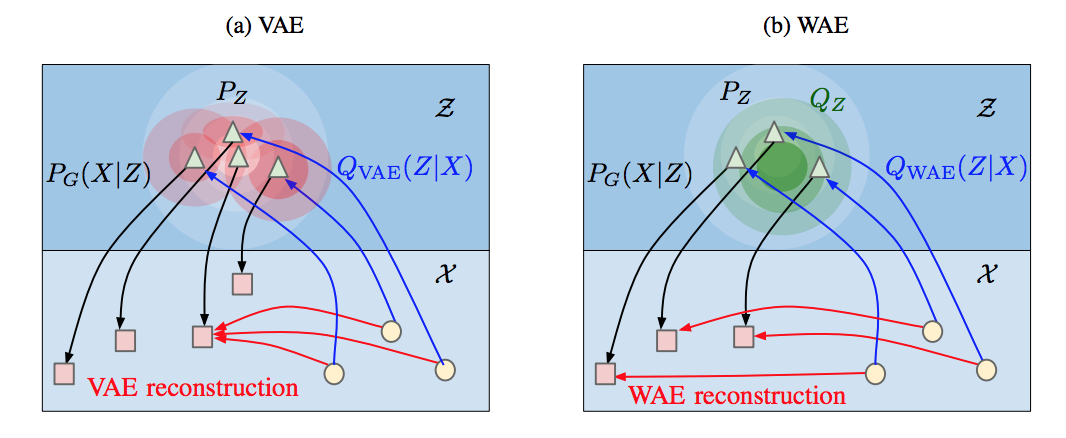 (a) VAE
P_Z
𝒵
P_G(X|Z)
Q_VAE(Z|X)
𝒳
VAE reconstruction
(b) WAE
P_Z
Q_Z
𝒵
P_G(X|Z)
Q_WAE(Z|X)
𝒳
WAE reconstruction